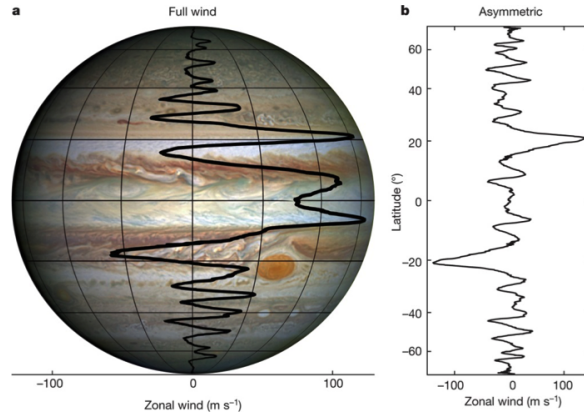 a
Full wind
−100
0
100
Zonal wind (m s⁻¹)
b
Asymmetric
60
40
20
0
−20
−40
−60
Latitude (°)
−100
0
100
Zonal wind (m s⁻¹)